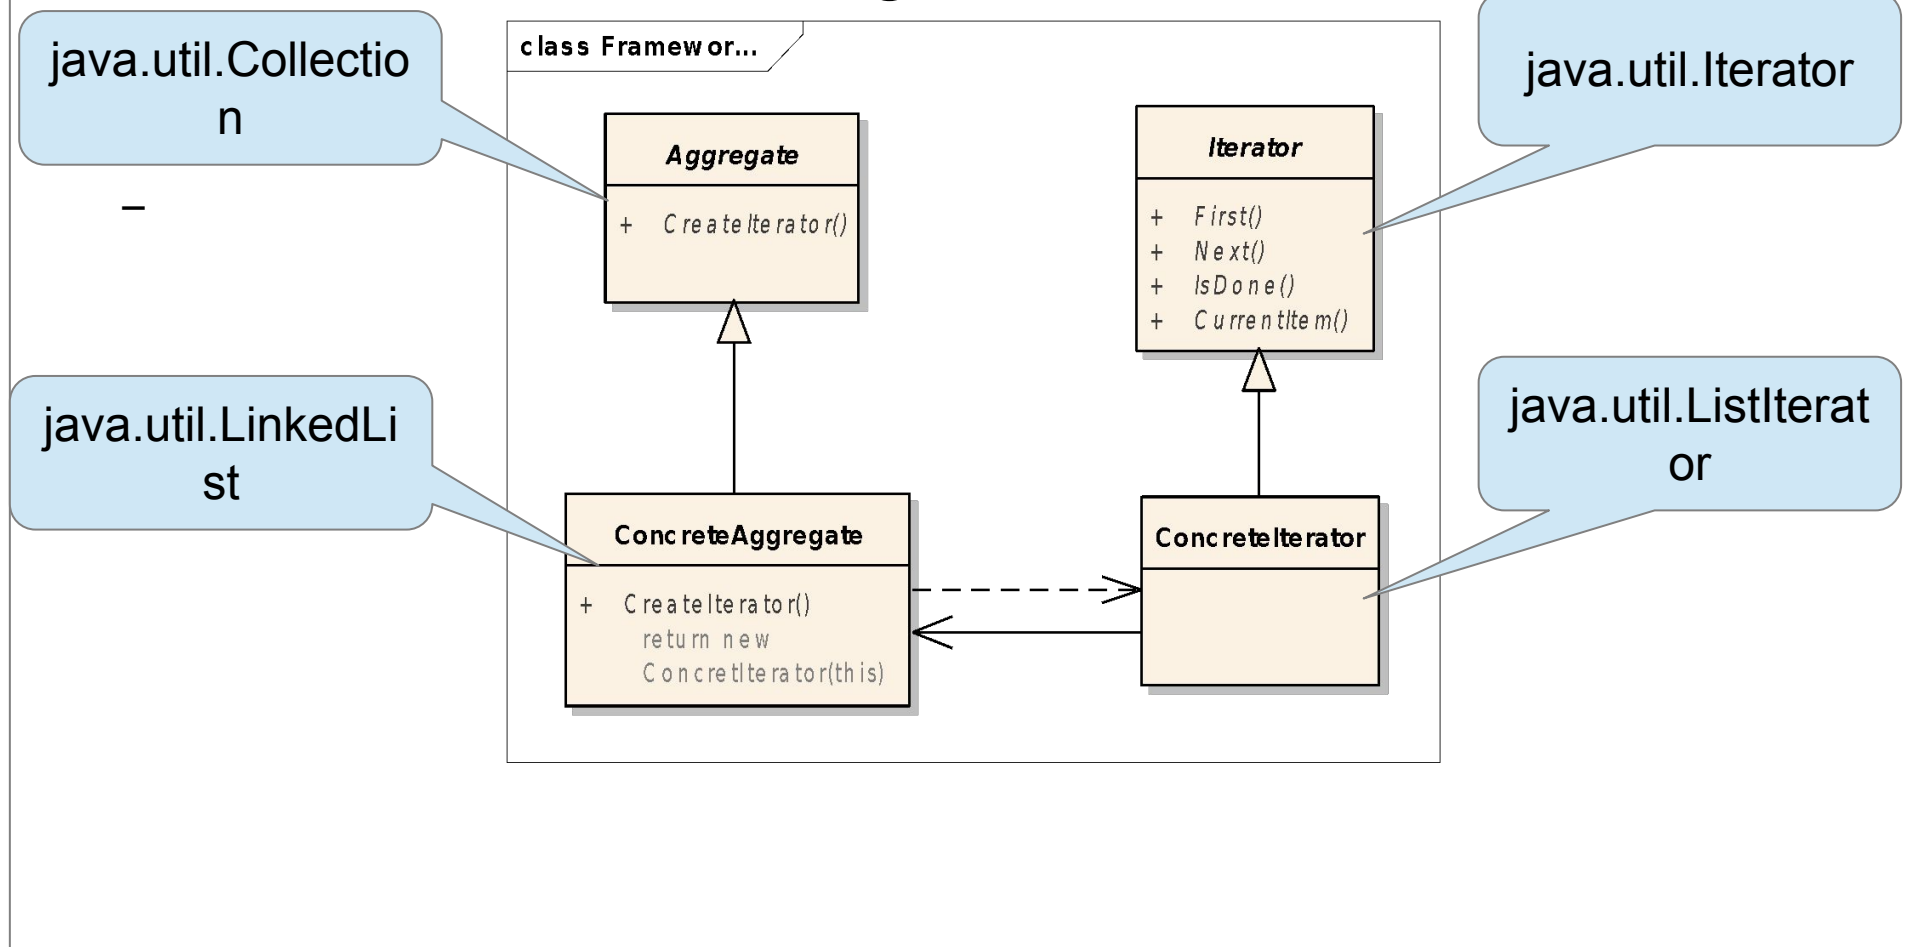 java.util.Collectio
n
class Framewor...
java.util.Iterator
Aggregate
+ CreateIterator()
Iterator
+ First()
+ Next()
+ IsDone()
+ CurrentItem()
–
java.util.LinkedLi
st
java.util.ListIterat
or
ConcreteAggregate
+ CreateIterator()
return new
ConcretIterator(this)
ConcreteIterator